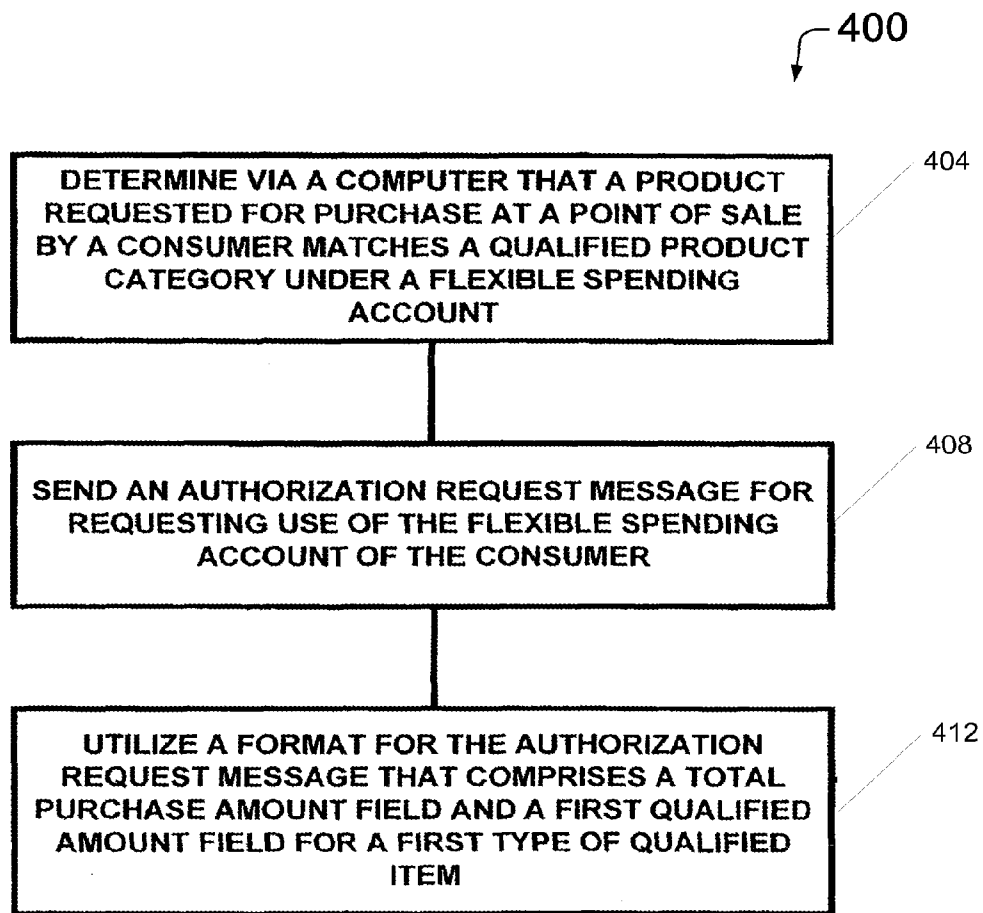 400
DETERMINE VIA A COMPUTER THAT A PRODUCT
REQUESTED FOR PURCHASE AT A POINT OF SALE
BY A CONSUMER MATCHES A QUALIFIED PRODUCT
CATEGORY UNDER A FLEXIBLE SPENDING
ACCOUNT
404
SEND AN AUTHORIZATION REQUEST MESSAGE FOR
REQUESTING USE OF THE FLEXIBLE SPENDING
ACCOUNT OF THE CONSUMER
408
UTILIZE A FORMAT FOR THE AUTHORIZATION
REQUEST MESSAGE THAT COMPRISES A TOTAL
PURCHASE AMOUNT FIELD AND A FIRST QUALIFIED
AMOUNT FIELD FOR A FIRST TYPE OF QUALIFIED
ITEM
412